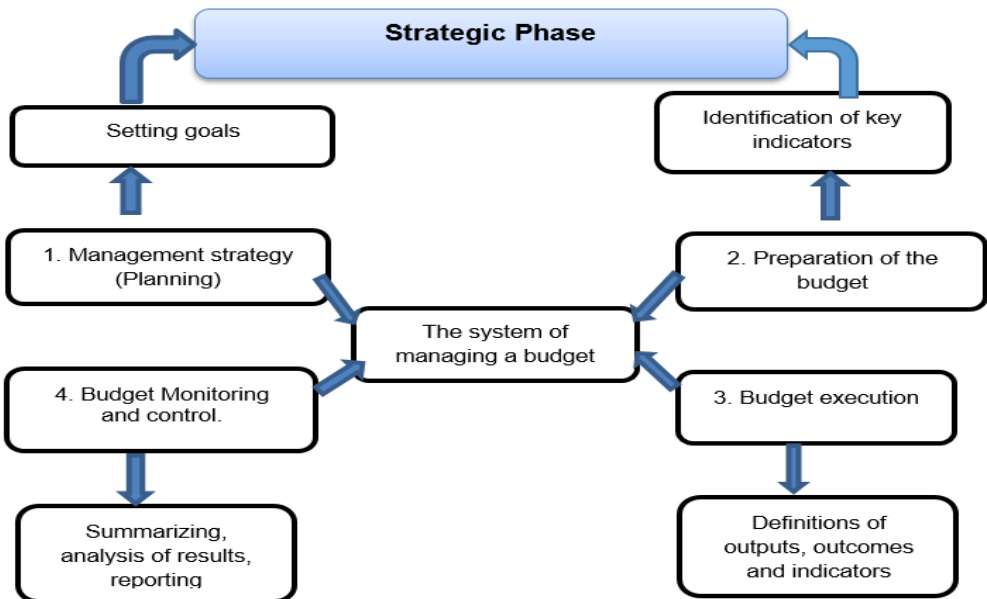 Strategic Phase
Setting goals
Identification of key
indicators
1. Management strategy
(Planning)
2. Preparation of the
budget
The system of
managing a budget
4. Budget Monitoring
and control.
3. Budget execution
Summarizing,
analysis of results,
reporting
Definitions of
outputs, outcomes
and indicators